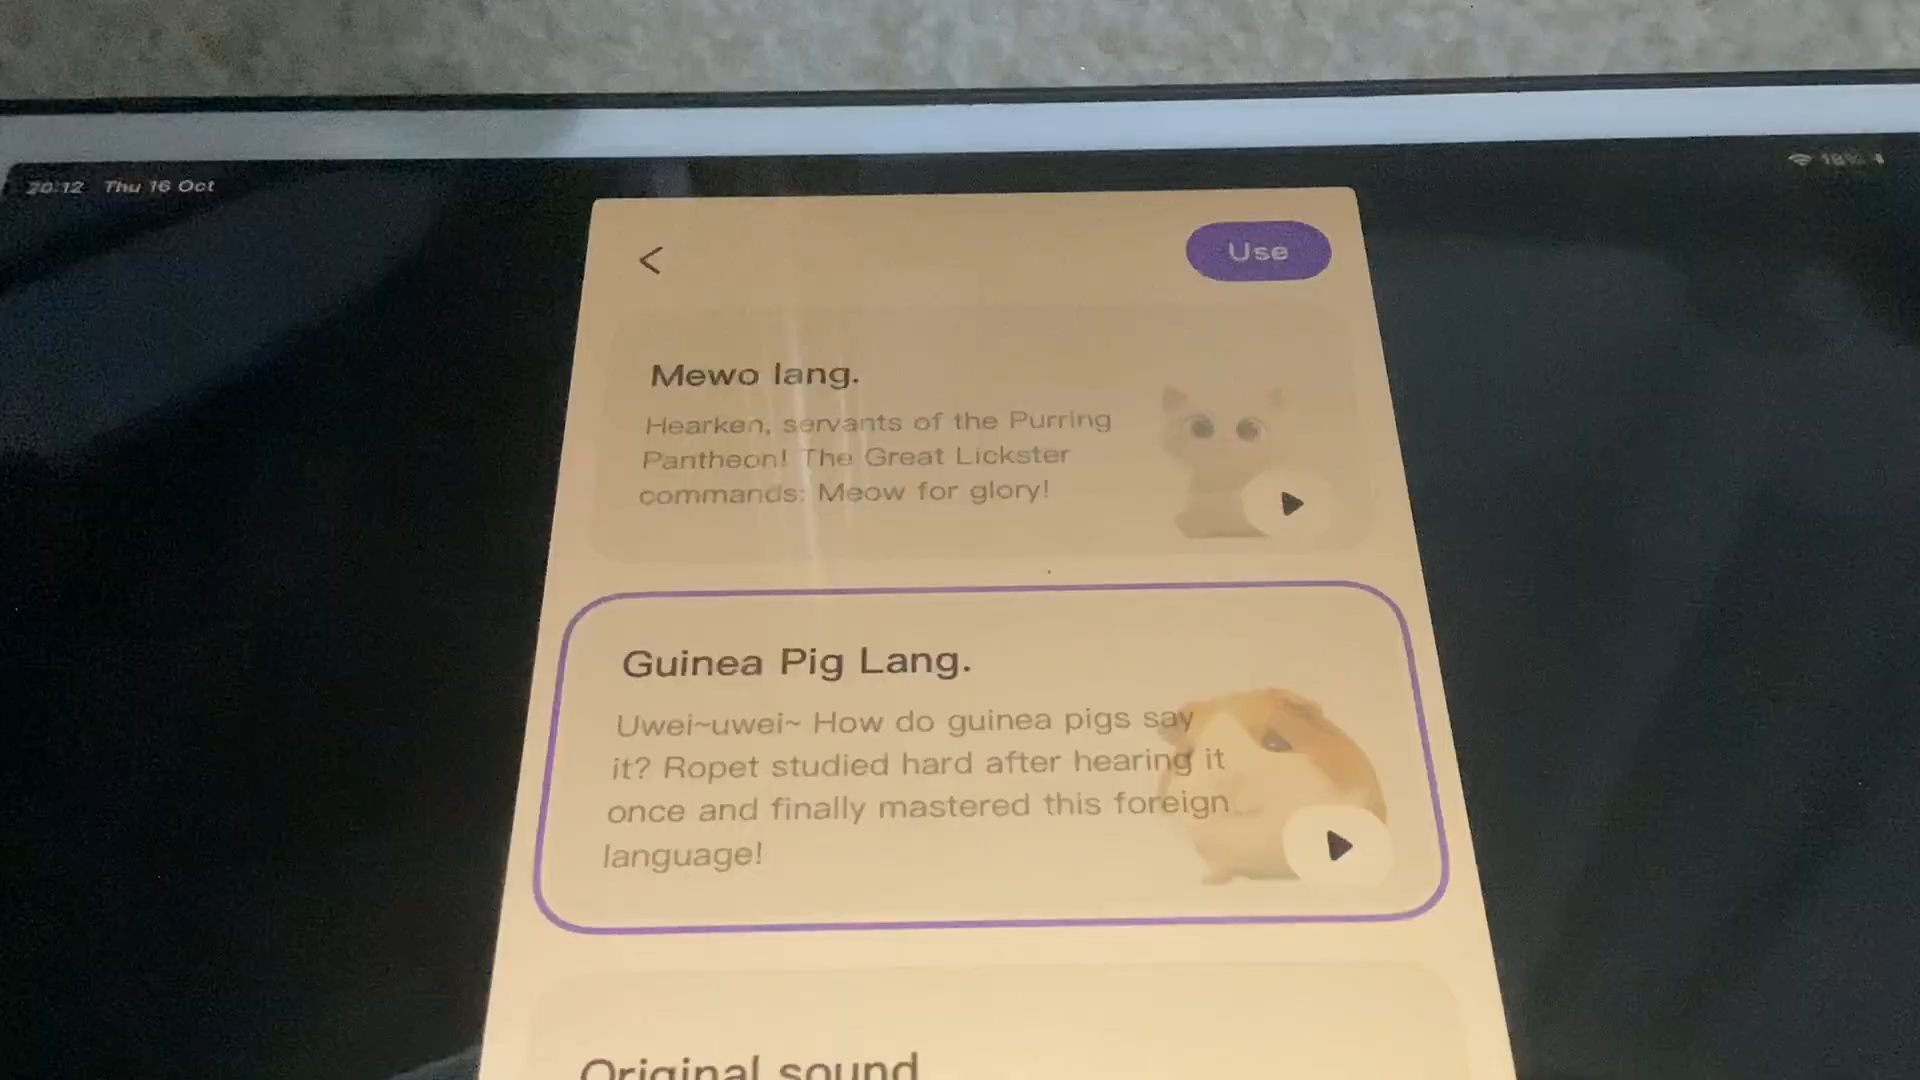 20:12 Thu 16 Oct
Use
Mewo lang.
Hearken, servants of the Purring
Pantheon! The Great Lickster
commands: Meow for glory!
Guinea Pig Lang.
Uwei~uwei~ How do guinea pigs say
it? Ropet studied hard after hearing it
once and finally mastered this foreign
language!
Original sound